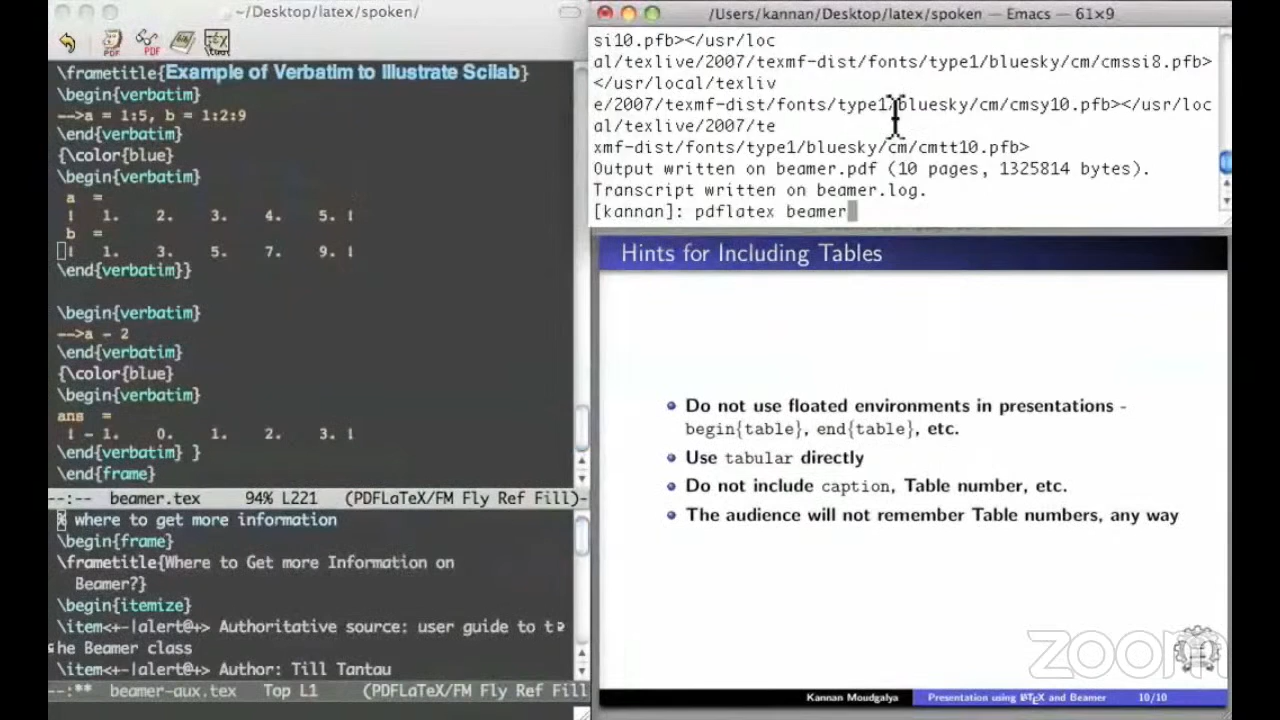 ~/Desktop/latex/spoken/
\frametitle{Example of Verbatim to Illustrate Scilab}
\begin{verbatim}
-->a = 1:5, b = 1:2:9
\end{verbatim}
{\color{blue}
\begin{verbatim}
a =
! 1. 2. 3. 4. 5. !
b =
! 1. 3. 5. 7. 9. !
\end{verbatim}}
\begin{verbatim}
-->a - 2
\end{verbatim}
{\color{blue}
\begin{verbatim}
ans =
! - 1. 0. 1. 2. 3. !
\end{verbatim} }
\end{frame}
--:-- beamer.tex 94% L221 (PDFLaTeX/FM Fly Ref Fill)-
% where to get more information
\begin{frame}
\frametitle{Where to Get more Information on
Beamer?}
\begin{itemize}
\item<+-|alert@+> Authoritative source: user guide to t
he Beamer class
\item<+-|alert@+> Author: Till Tantau
--:** beamer-aux.tex Top L1 (PDFLaTeX/FM Fly Ref Fill
/Users/kannan/Desktop/latex/spoken — Emacs — 61×9
si10.pfb></usr/loc
al/texlive/2007/texmf-dist/fonts/type1/bluesky/cm/cmssi8.pfb>
</usr/local/texliv
e/2007/texmf-dist/fonts/type1/bluesky/cm/cmsy10.pfb></usr/loc
al/texlive/2007/te
xmf-dist/fonts/type1/bluesky/cm/cmtt10.pfb>
Output written on beamer.pdf (10 pages, 1325814 bytes).
Transcript written on beamer.log.
[kannan]: pdflatex beamer
Hints for Including Tables
Do not use floated environments in presentations -
begin{table}, end{table}, etc.
Use tabular directly
Do not include caption, Table number, etc.
The audience will not remember Table numbers, any way
zoom
Kannan Moudgalya Presentation using LATEX and Beamer 10/10